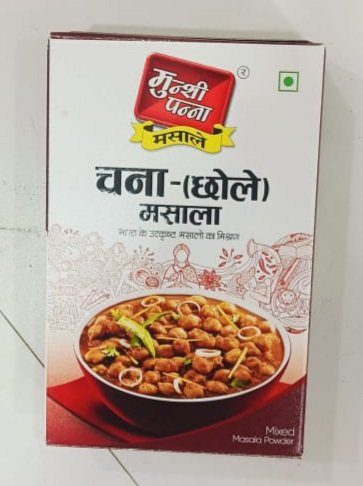 मुन्शी
पन्ना
®
मसाले
चना-(छोले)
मसाला
भारत के उत्कृष्ट मसालो का मिश्रण
Mixed
Masala Powder